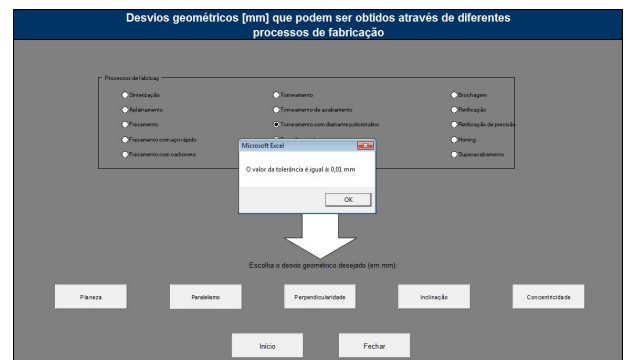 Desvios geométricos [mm] que podem ser obtidos através de diferentes
processos de fabricação
Processos de fabricaç
Sinterização
Torneamento
Brochagem
Aplainamento
Torneamento de acabamento
Retificação
Fresamento
Torneamento com diamante policristalino
Retificação de precisão
Fresamento com aço rápido
Honing
Fresamento com carboneto
Superacabamento
Microsoft Excel
O valor da tolerância é igual à: 0,01 mm
OK
Escolha o desvio geométrico desejado (em mm):
Planeza
Paralelismo
Perpendicularidade
Inclinação
Concentricidade
Início
Fechar